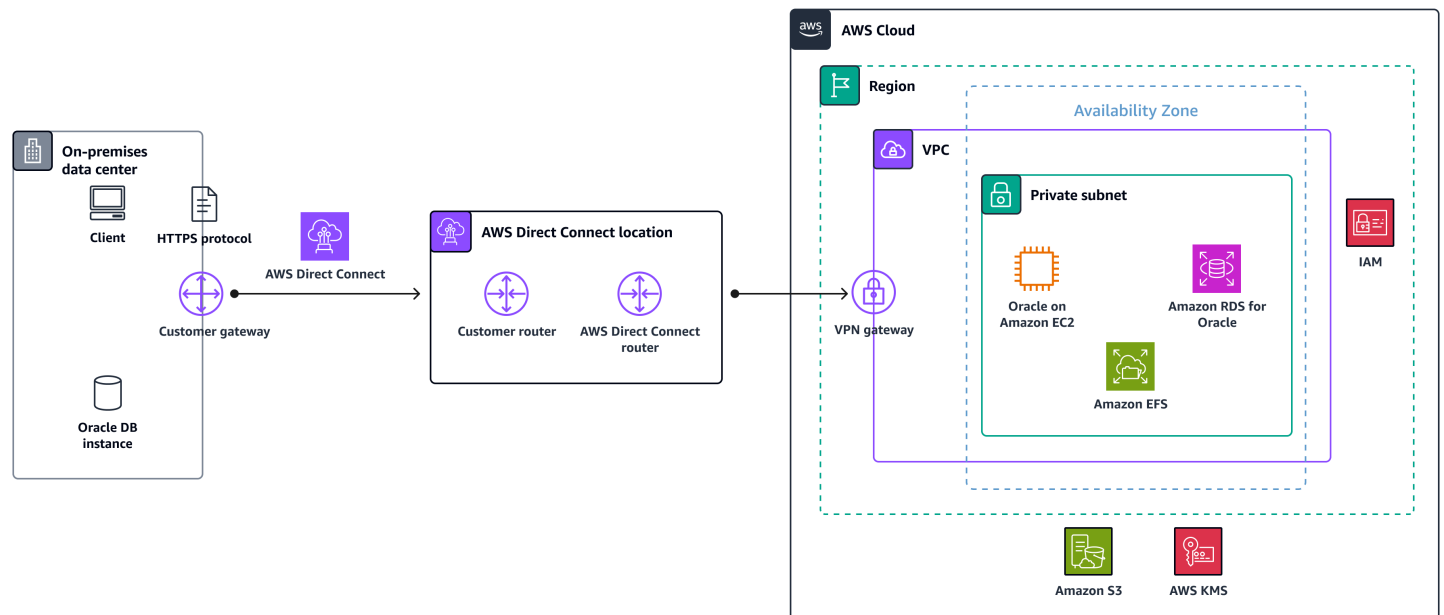 aws
AWS Cloud
Region
Availability Zone
On-premises
data center
VPC
Private subnet
Client
HTTPS protocol
AWS Direct Connect
AWS Direct Connect location
IAM
Customer gateway
Customer router
AWS Direct Connect
router
VPN gateway
Oracle on
Amazon EC2
Amazon RDS for
Oracle
Amazon EFS
Oracle DB
instance
Amazon S3
AWS KMS